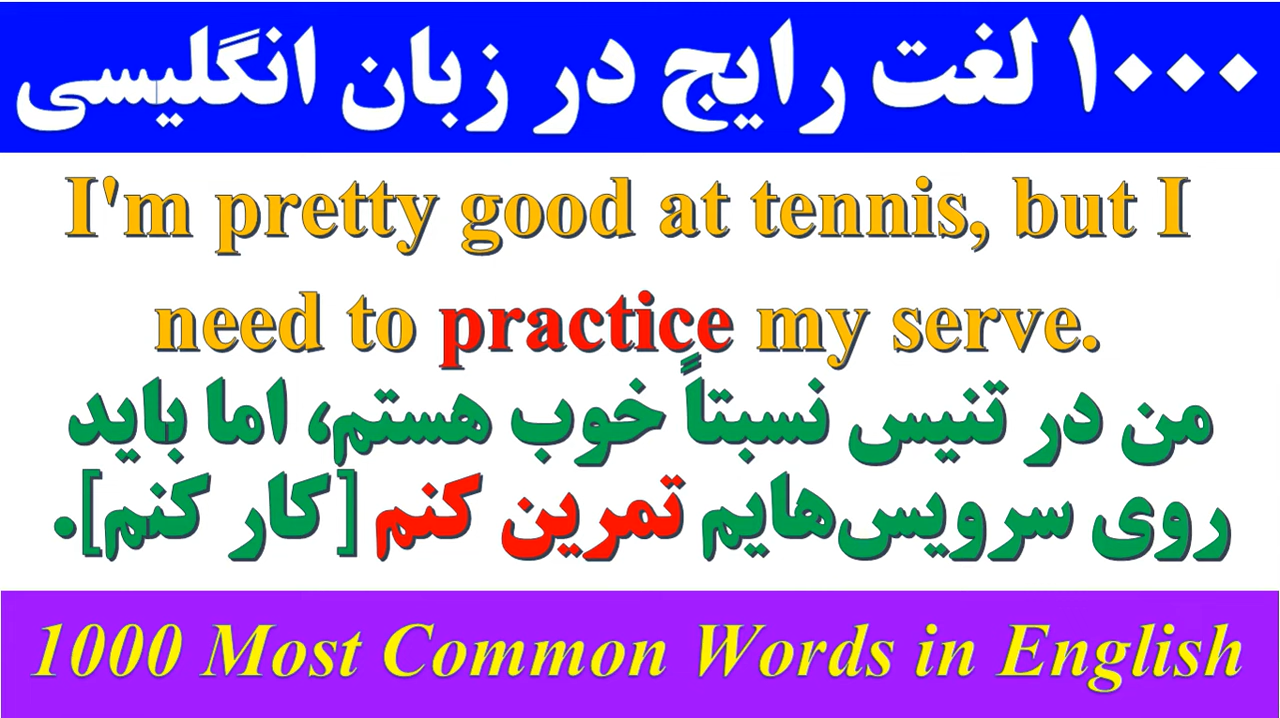 ۱۰۰۰ لغت رایج در زبان انگلیسی
I'm pretty good at tennis, but I
need to practice my serve.
من در تنیس نسبتاً خوب هستم، اما باید
روی سرویس‌هایم تمرین کنم [کار کنم].
1000 Most Common Words in English